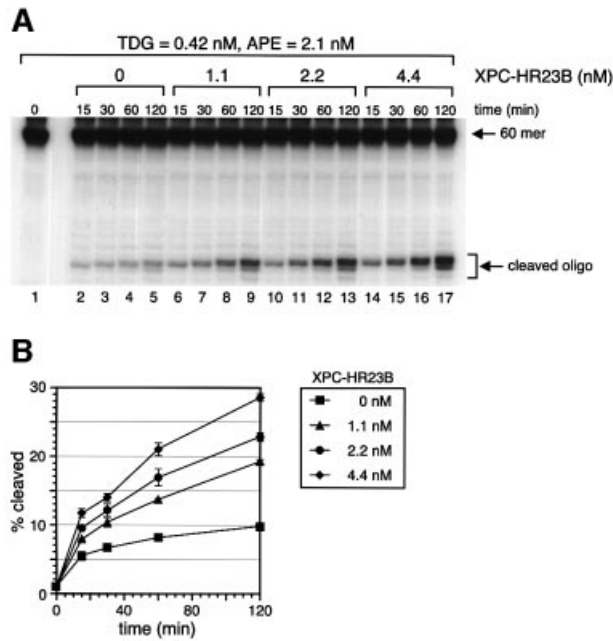 A
TDG = 0.42 nM, APE = 2.1 nM
0 1.1 2.2 4.4 XPC-HR23B (nM)
0 15 30 60 120 15 30 60 120 15 30 60 120 15 30 60 120 time (min)
60 mer
cleaved oligo
1 2 3 4 5 6 7 8 9 10 11 12 13 14 15 16 17
B
XPC-HR23B
0 nM
1.1 nM
2.2 nM
4.4 nM
% cleaved
30
20
10
0
0 40 80 120
time (min)